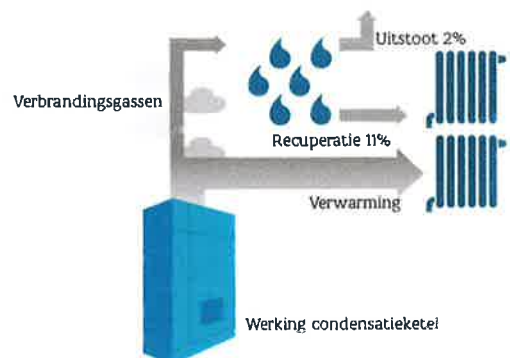 Uitstoot 2%
Verbrandingsgassen
Recuperatie 11%
Verwarming
Werking condensatieketel